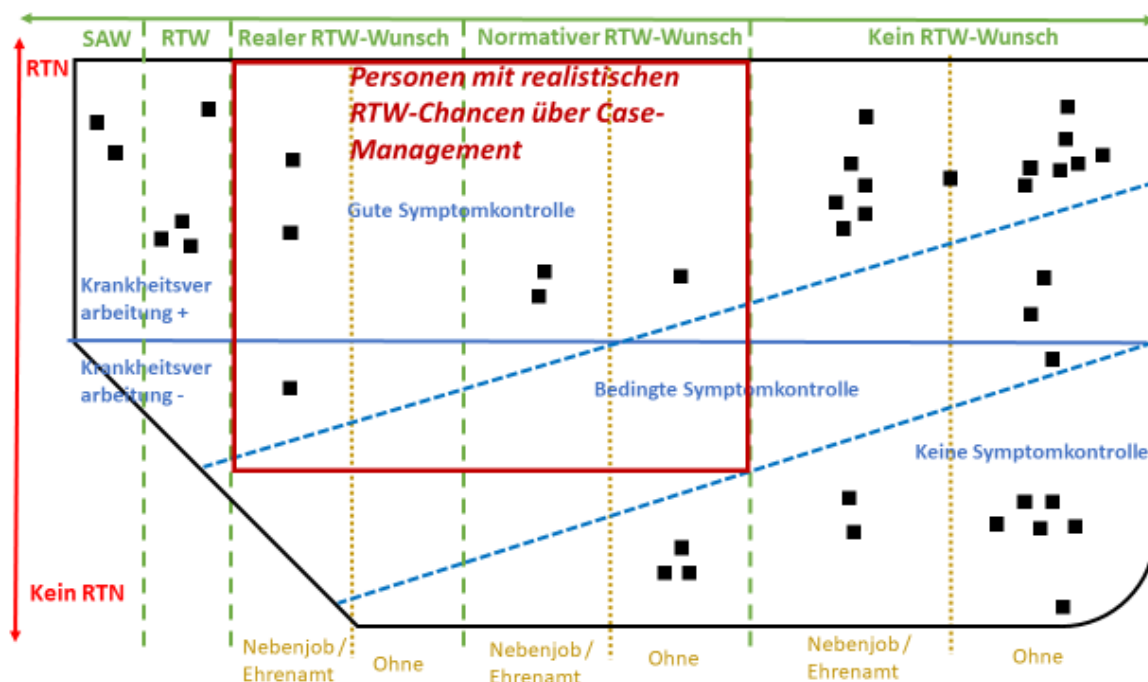 SAW
RTW
Realer RTW-Wunsch
Normativer RTW-Wunsch
Kein RTW-Wunsch
RTN
Personen mit realistischen
RTW-Chancen über Case-
Management
Gute Symptomkontrolle
Krankheitsver
arbeitung +
Krankheitsver
arbeitung -
Bedingte Symptomkontrolle
Keine Symptomkontrolle
Kein RTN
Nebenjob /
Ehrenamt
Ohne
Nebenjob /
Ehrenamt
Ohne
Nebenjob /
Ehrenamt
Ohne